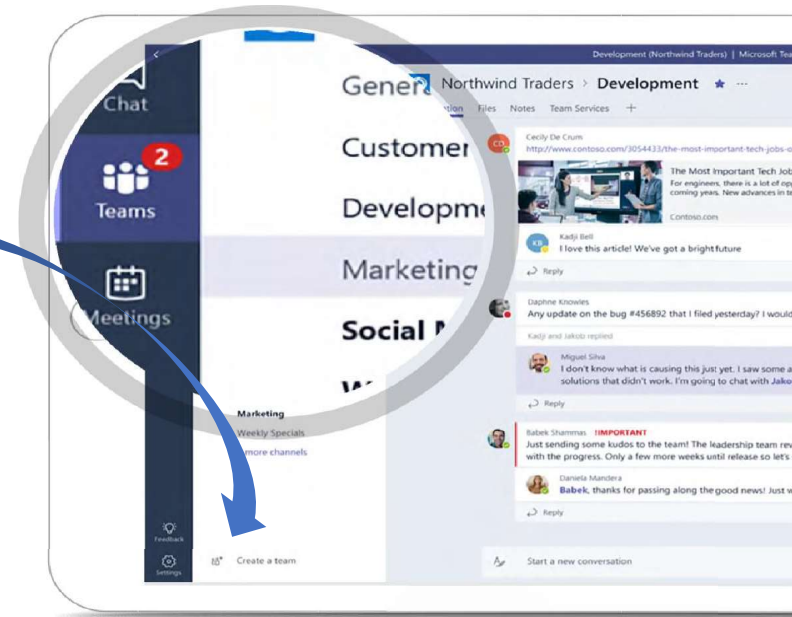 Development (Northwind Traders) | Microsoft Tea
Chat
2
Teams
Meetings
Gener
Customer
Developme
Marketing
Social
Marketing
Weekly Specials
more channels
Feedback
Settings
Create a team
Northwind Traders > Development
Files Notes Team Services +
CD
Cecily De Crum
http://www.contoso.com/3054433/the-most-important-tech-jobs-o
The Most Important Tech Job
For engineers, there is a lot of op
coming years. New advances in te
Contoso.com
KB
Kadji Bell
I love this article! We've got a bright future
Reply
Daphne Knowles
Any update on the bug #456892 that I filed yesterday? I would
Kadji and Jakob replied
Miguel Silva
I don't know what is causing this just yet. I saw some a
solutions that didn't work. I'm going to chat with Jako
Reply
Babek Shammas !IMPORTANT
Just sending some kudos to the team! The leadership team rev
with the progress. Only a few more weeks until release so let's
Daniela Mandera
Babek, thanks for passing along the good news! Just w
Reply
Start a new conversation